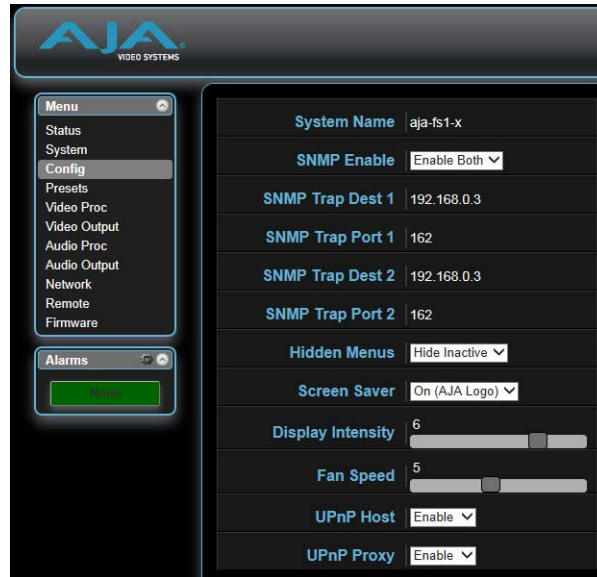 AJA
VIDEO SYSTEMS
Menu
Status
System
Config
Presets
Video Proc
Video Output
Audio Proc
Audio Output
Network
Remote
Firmware
Alarms
None
System Name aja-fs1-x
SNMP Enable Enable Both
SNMP Trap Dest 1 192.168.0.3
SNMP Trap Port 1 162
SNMP Trap Dest 2 192.168.0.3
SNMP Trap Port 2 162
Hidden Menus Hide Inactive
Screen Saver On (AJA Logo)
Display Intensity 6
Fan Speed 5
UPnP Host Enable
UPnP Proxy Enable